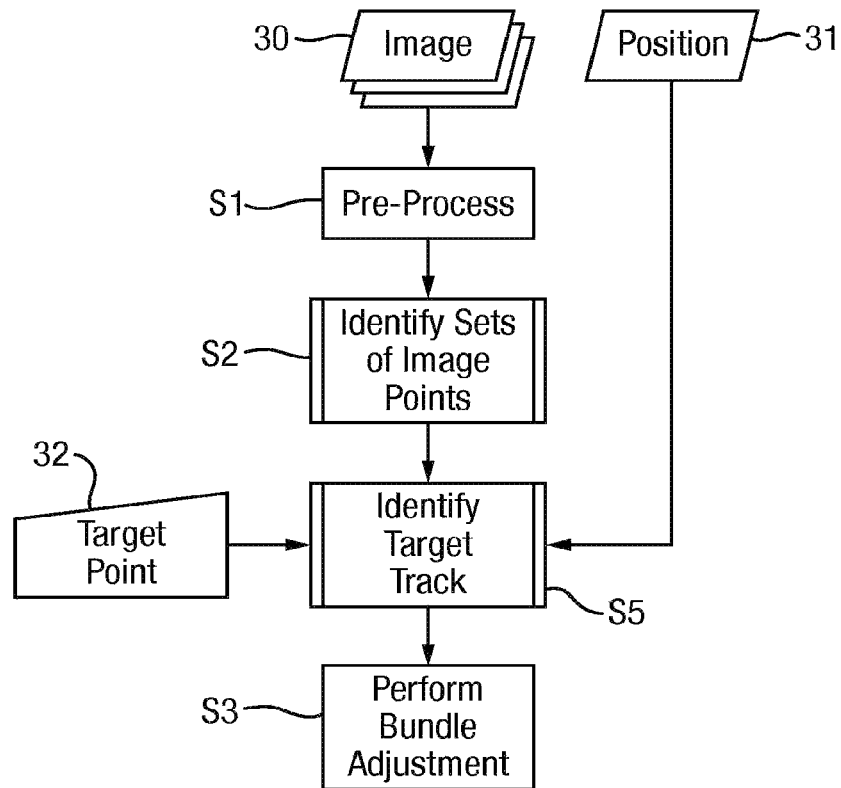 30
Image
Position
31
S1
Pre-Process
S2
Identify Sets
of Image
Points
32
Target
Point
Identify
Target
Track
S5
S3
Perform
Bundle
Adjustment